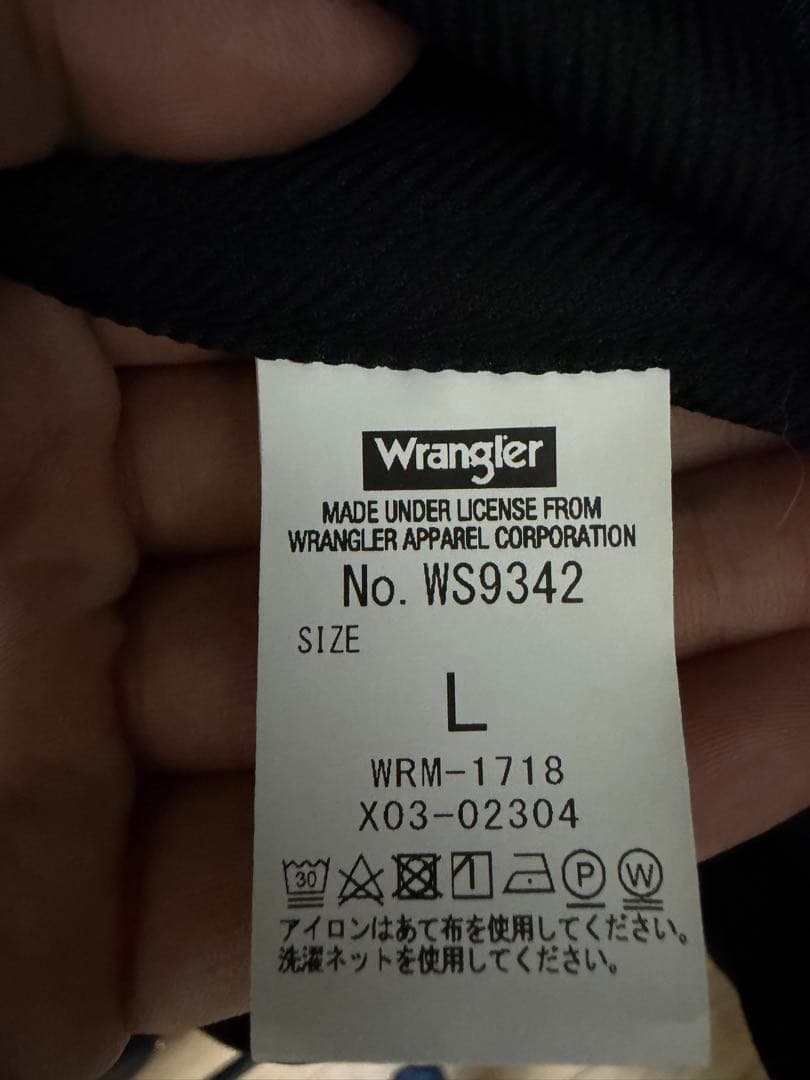 Wrangler
MADE UNDER LICENSE FROM
WRANGLER APPAREL CORPORATION
No. WS9342
SIZE
L
WRM-1718
X03-02304
30 P W
アイロンはあて布を使用してください。
洗濯ネットを使用してください。